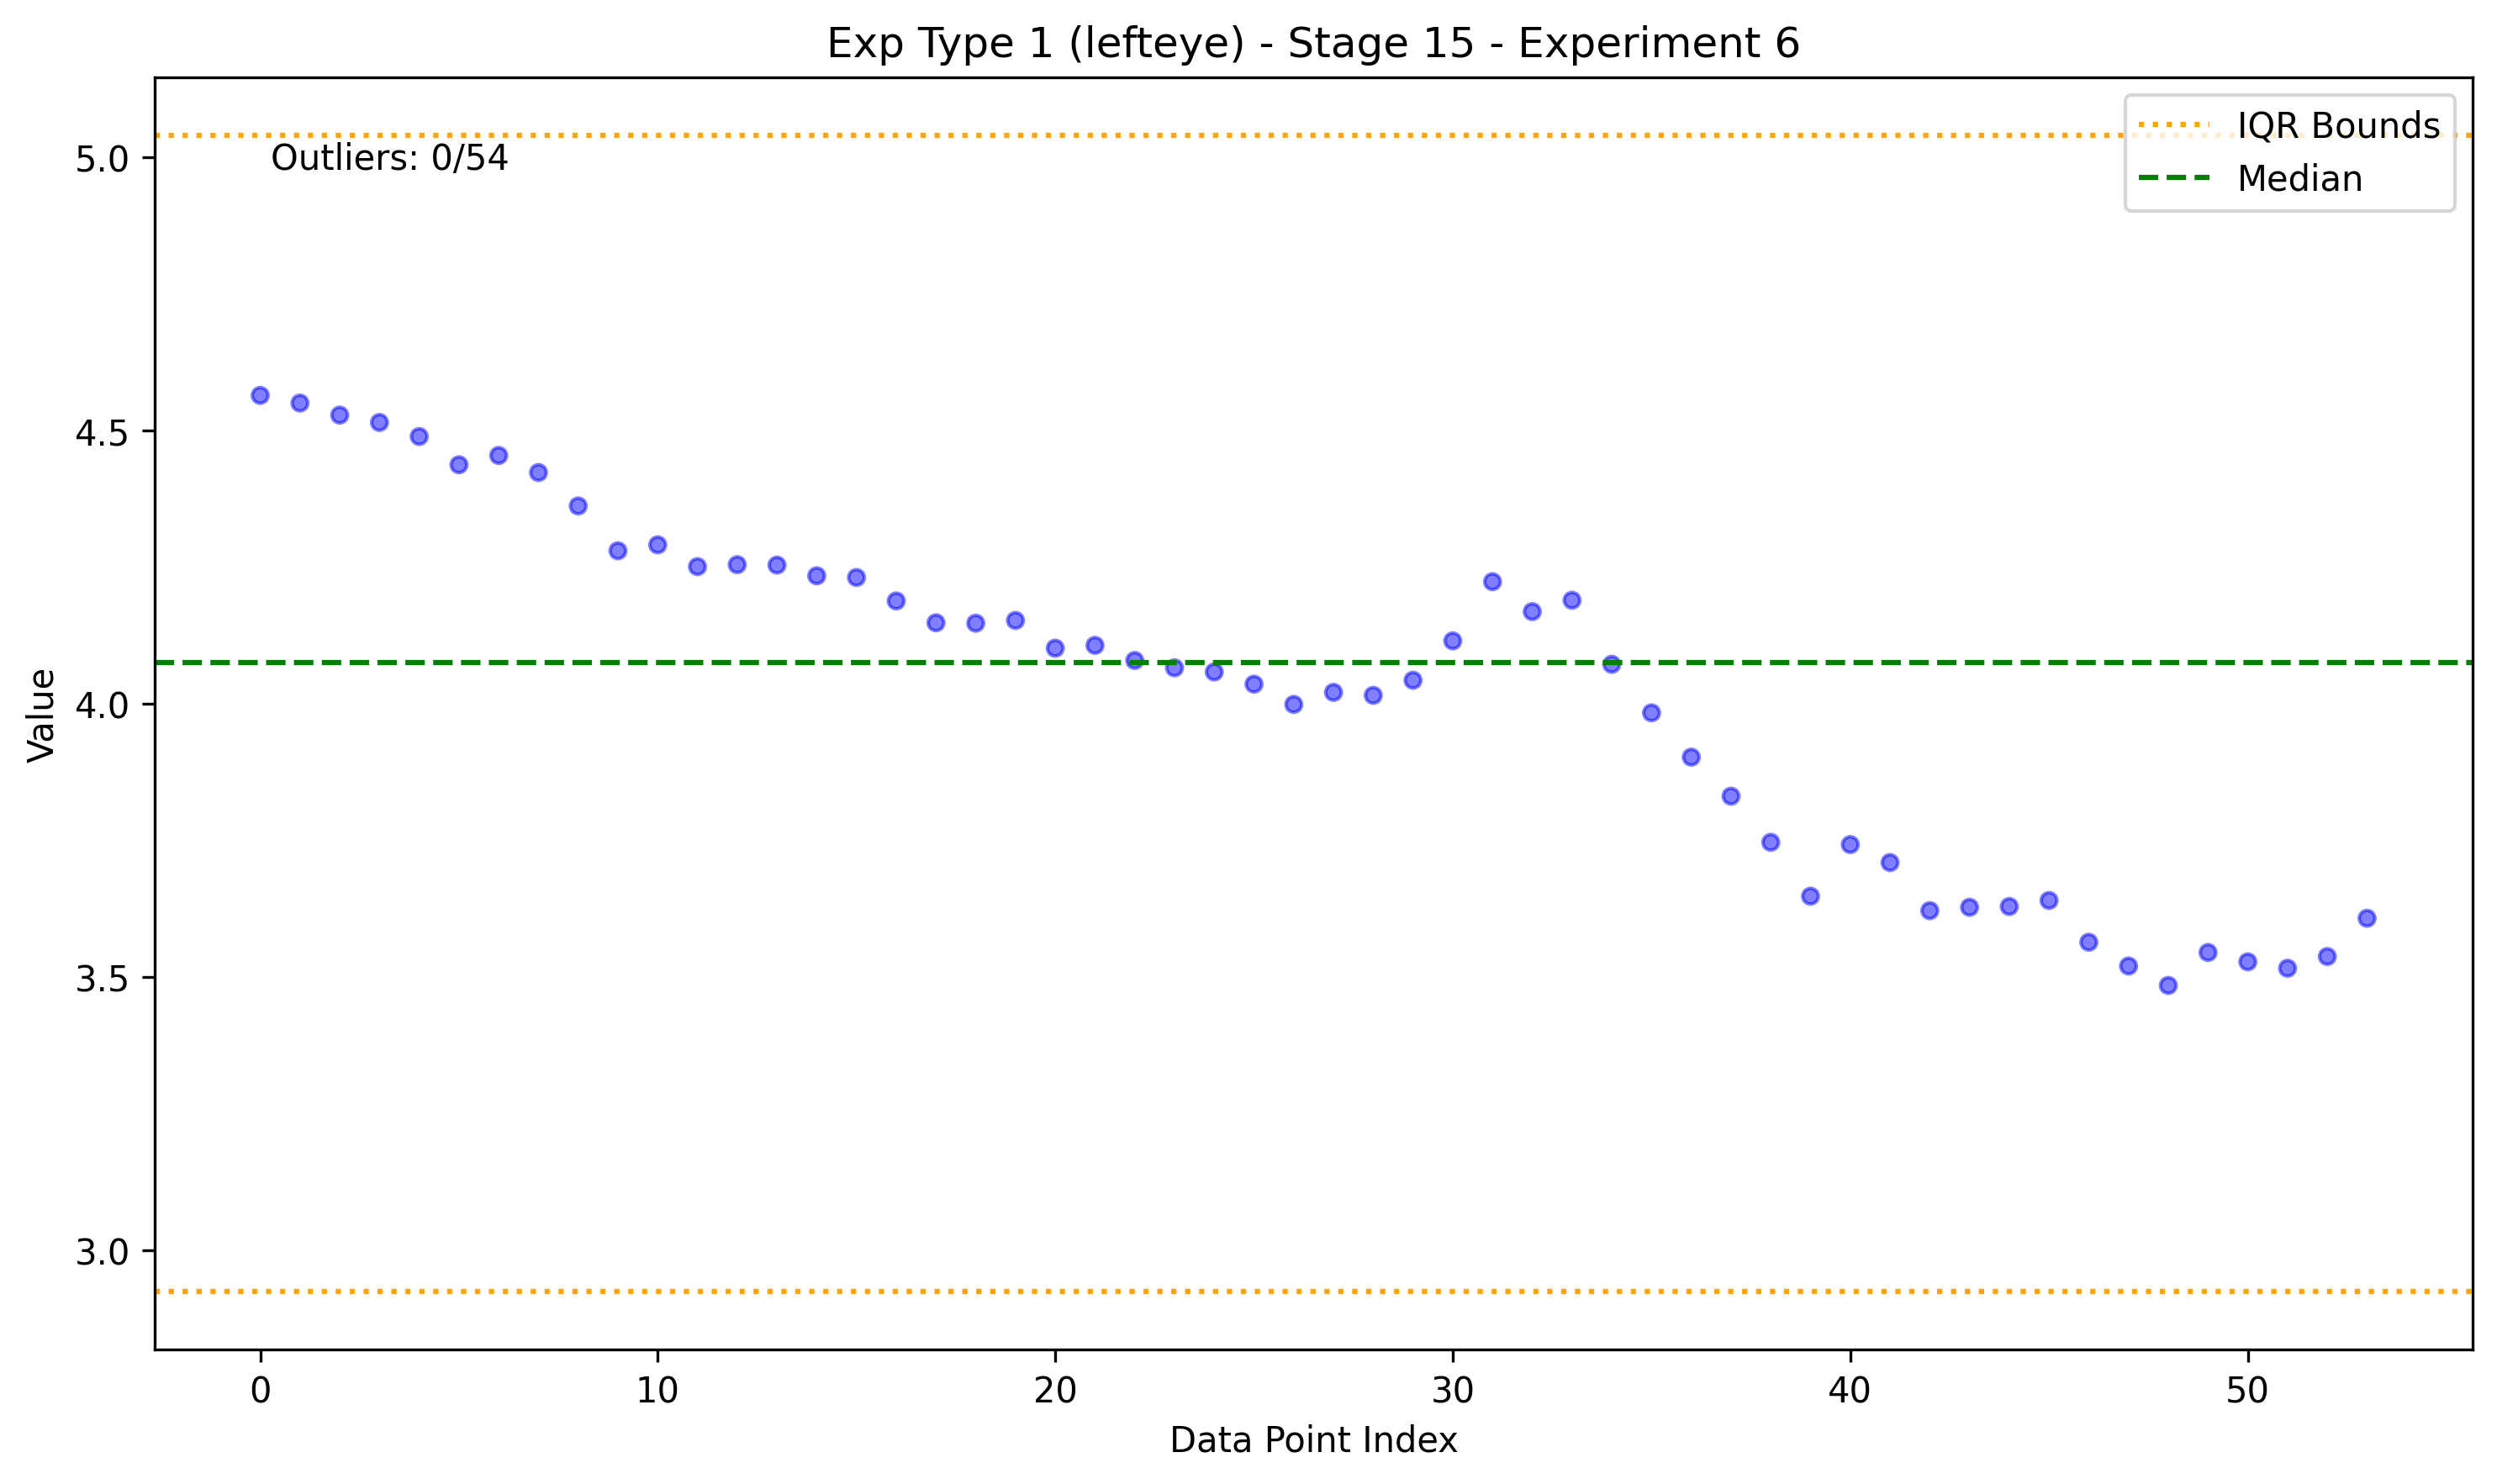 Exp Type 1 (lefteye) - Stage 15 - Experiment 6
IQR Bounds
Median
Outliers: 0/54
Value
5.0
4.5
4.0
3.5
3.0
0
10
20
30
40
50
Data Point Index